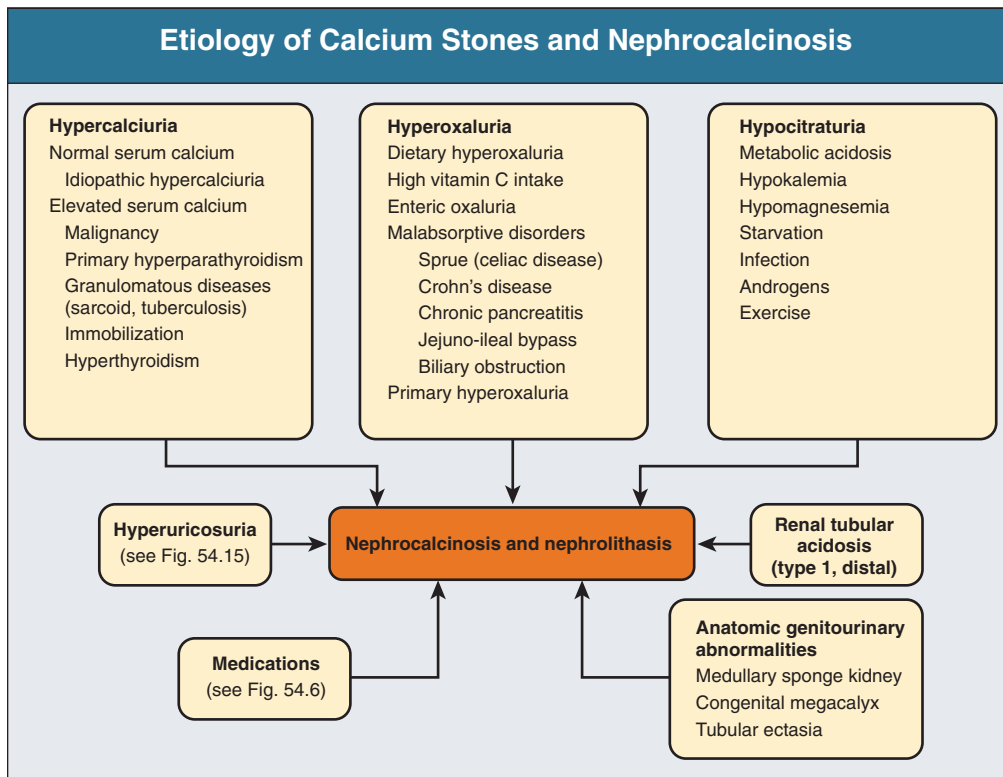 Etiology of Calcium Stones and Nephrocalcinosis
Hypercalciuria
Normal serum calcium
Idiopathic hypercalciuria
Elevated serum calcium
Malignancy
Primary hyperparathyroidism
Granulomatous diseases
(sarcoid, tuberculosis)
Immobilization
Hyperthyroidism
Hyperoxaluria
Dietary hyperoxaluria
High vitamin C intake
Enteric oxaluria
Malabsorptive disorders
Sprue (celiac disease)
Crohn’s disease
Chronic pancreatitis
Jejuno-ileal bypass
Biliary obstruction
Primary hyperoxaluria
Hypocitraturia
Metabolic acidosis
Hypokalemia
Hypomagnesemia
Starvation
Infection
Androgens
Exercise
Hyperuricosuria
(see Fig. 54.15)
Nephrocalcinosis and nephrolithasis
Renal tubular
acidosis
(type 1, distal)
Medications
(see Fig. 54.6)
Anatomic genitourinary
abnormalities
Medullary sponge kidney
Congenital megacalyx
Tubular ectasia